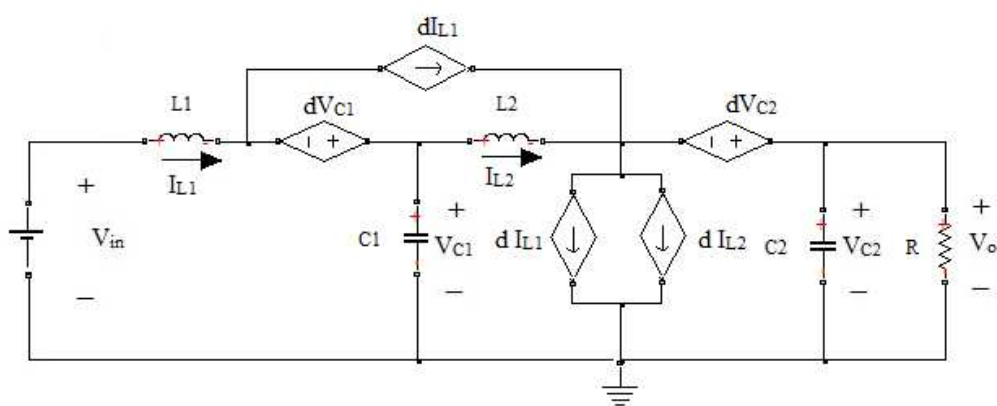 dIL1
L1
dVC1
L2
dVC2
IL1
IL2
+
Vin
−
C1
+
VC1
−
d IL1
d IL2
C2
+
VC2
−
R
+
Vo
−